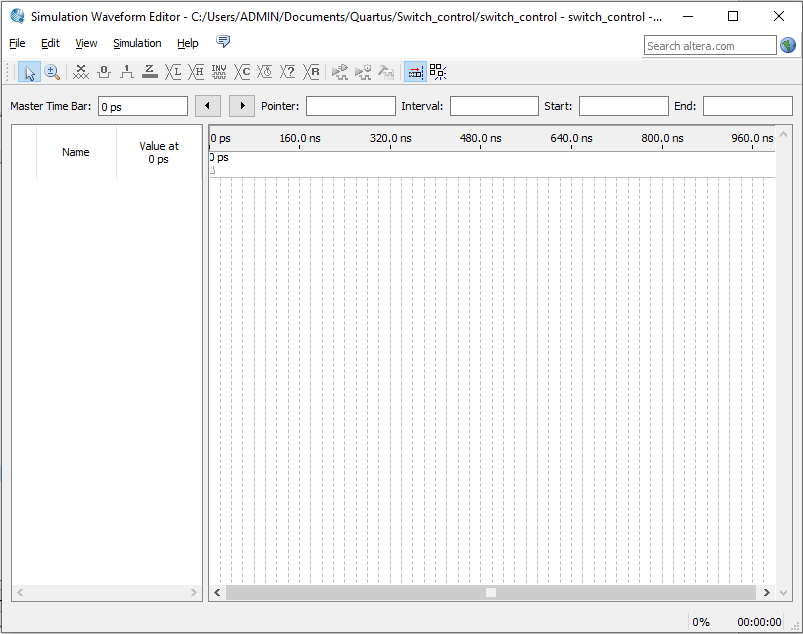 Simulation Waveform Editor - C:/Users/ADMIN/Documents/Quartus/Switch_control/switch_control - switch_control -...
File Edit View Simulation Help
Search altera.com
X L X H INV X C X ? X R
Master Time Bar: 0 ps Pointer: Interval: Start: End:
Name
Value at
0 ps
0 ps 160.0 ns 320.0 ns 480.0 ns 640.0 ns 800.0 ns 960.0 ns
0 ps
0% 00:00:00